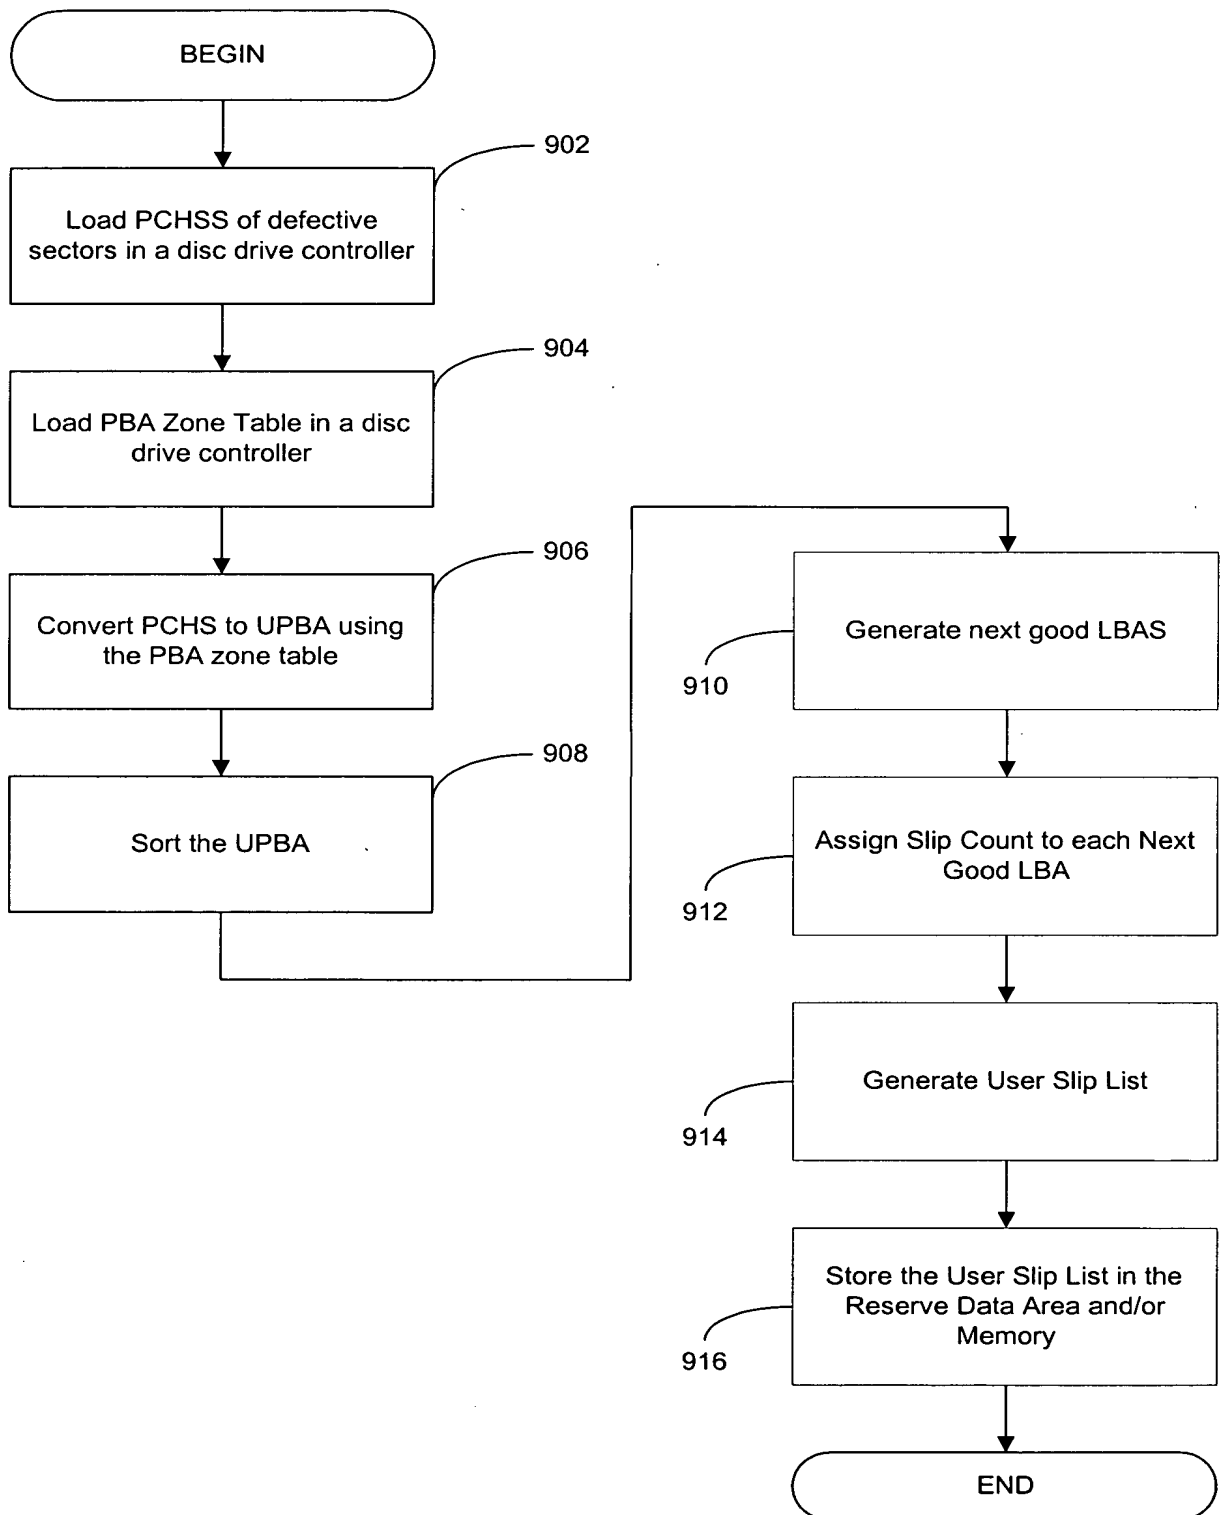 BEGIN
902
Load PCHSS of defective
sectors in a disc drive controller
904
Load PBA Zone Table in a disc
drive controller
906
Convert PCHS to UPBA using
the PBA zone table
908
Sort the UPBA
Generate next good LBAS
910
Assign Slip Count to each Next
Good LBA
912
Generate User Slip List
914
Store the User Slip List in the
Reserve Data Area and/or
Memory
916
END